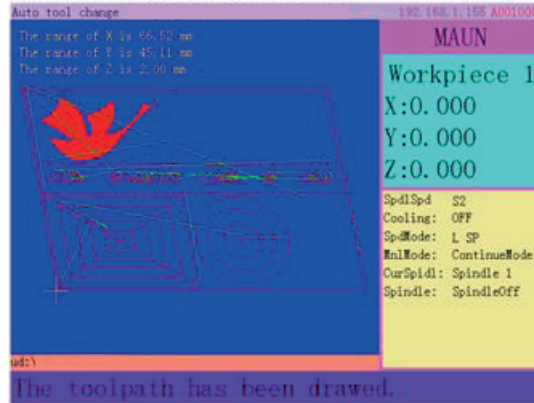 Auto tool change
192.168.1.155 A001001
The range of X is 66.52 mm
The range of Y is 45.11 mm
The range of Z is 2.00 mm
MAUN
Workpiece 1
X:0.000
Y:0.000
Z:0.000
SpdlSpd S2
Cooling: OFF
SpdMode: L SP
MnlMode: ContinueMode
CurSpidl: Spindle 1
Spindle: SpindleOff
ud:\
The toolpath has been drawed.